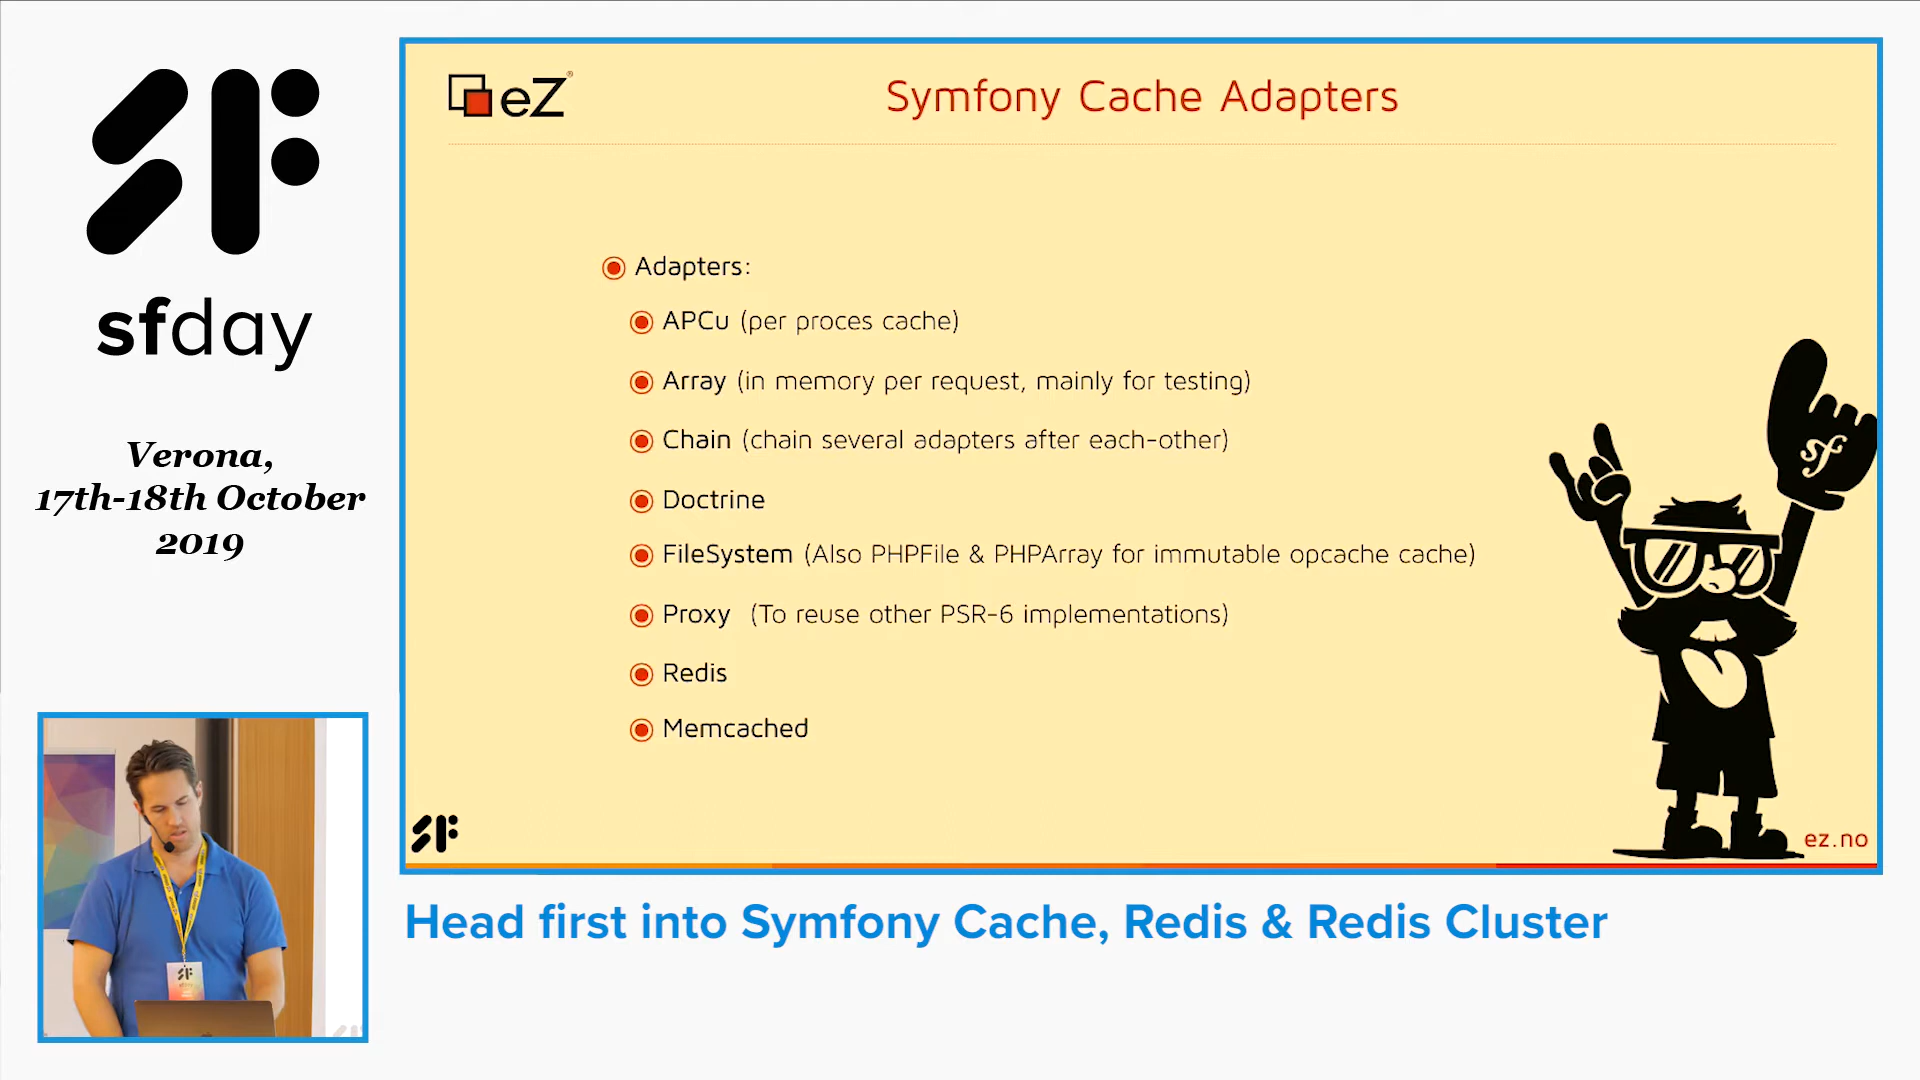 sfday
Verona,
17th-18th October
2019
eZ®
Symfony Cache Adapters
Adapters:
APCu (per proces cache)
Array (in memory per request, mainly for testing)
Chain (chain several adapters after each-other)
Doctrine
FileSystem (Also PHPFile & PHPArray for immutable opcache cache)
Proxy (To reuse other PSR-6 implementations)
Redis
Memcached
sf
ez.no
Head first into Symfony Cache, Redis & Redis Cluster